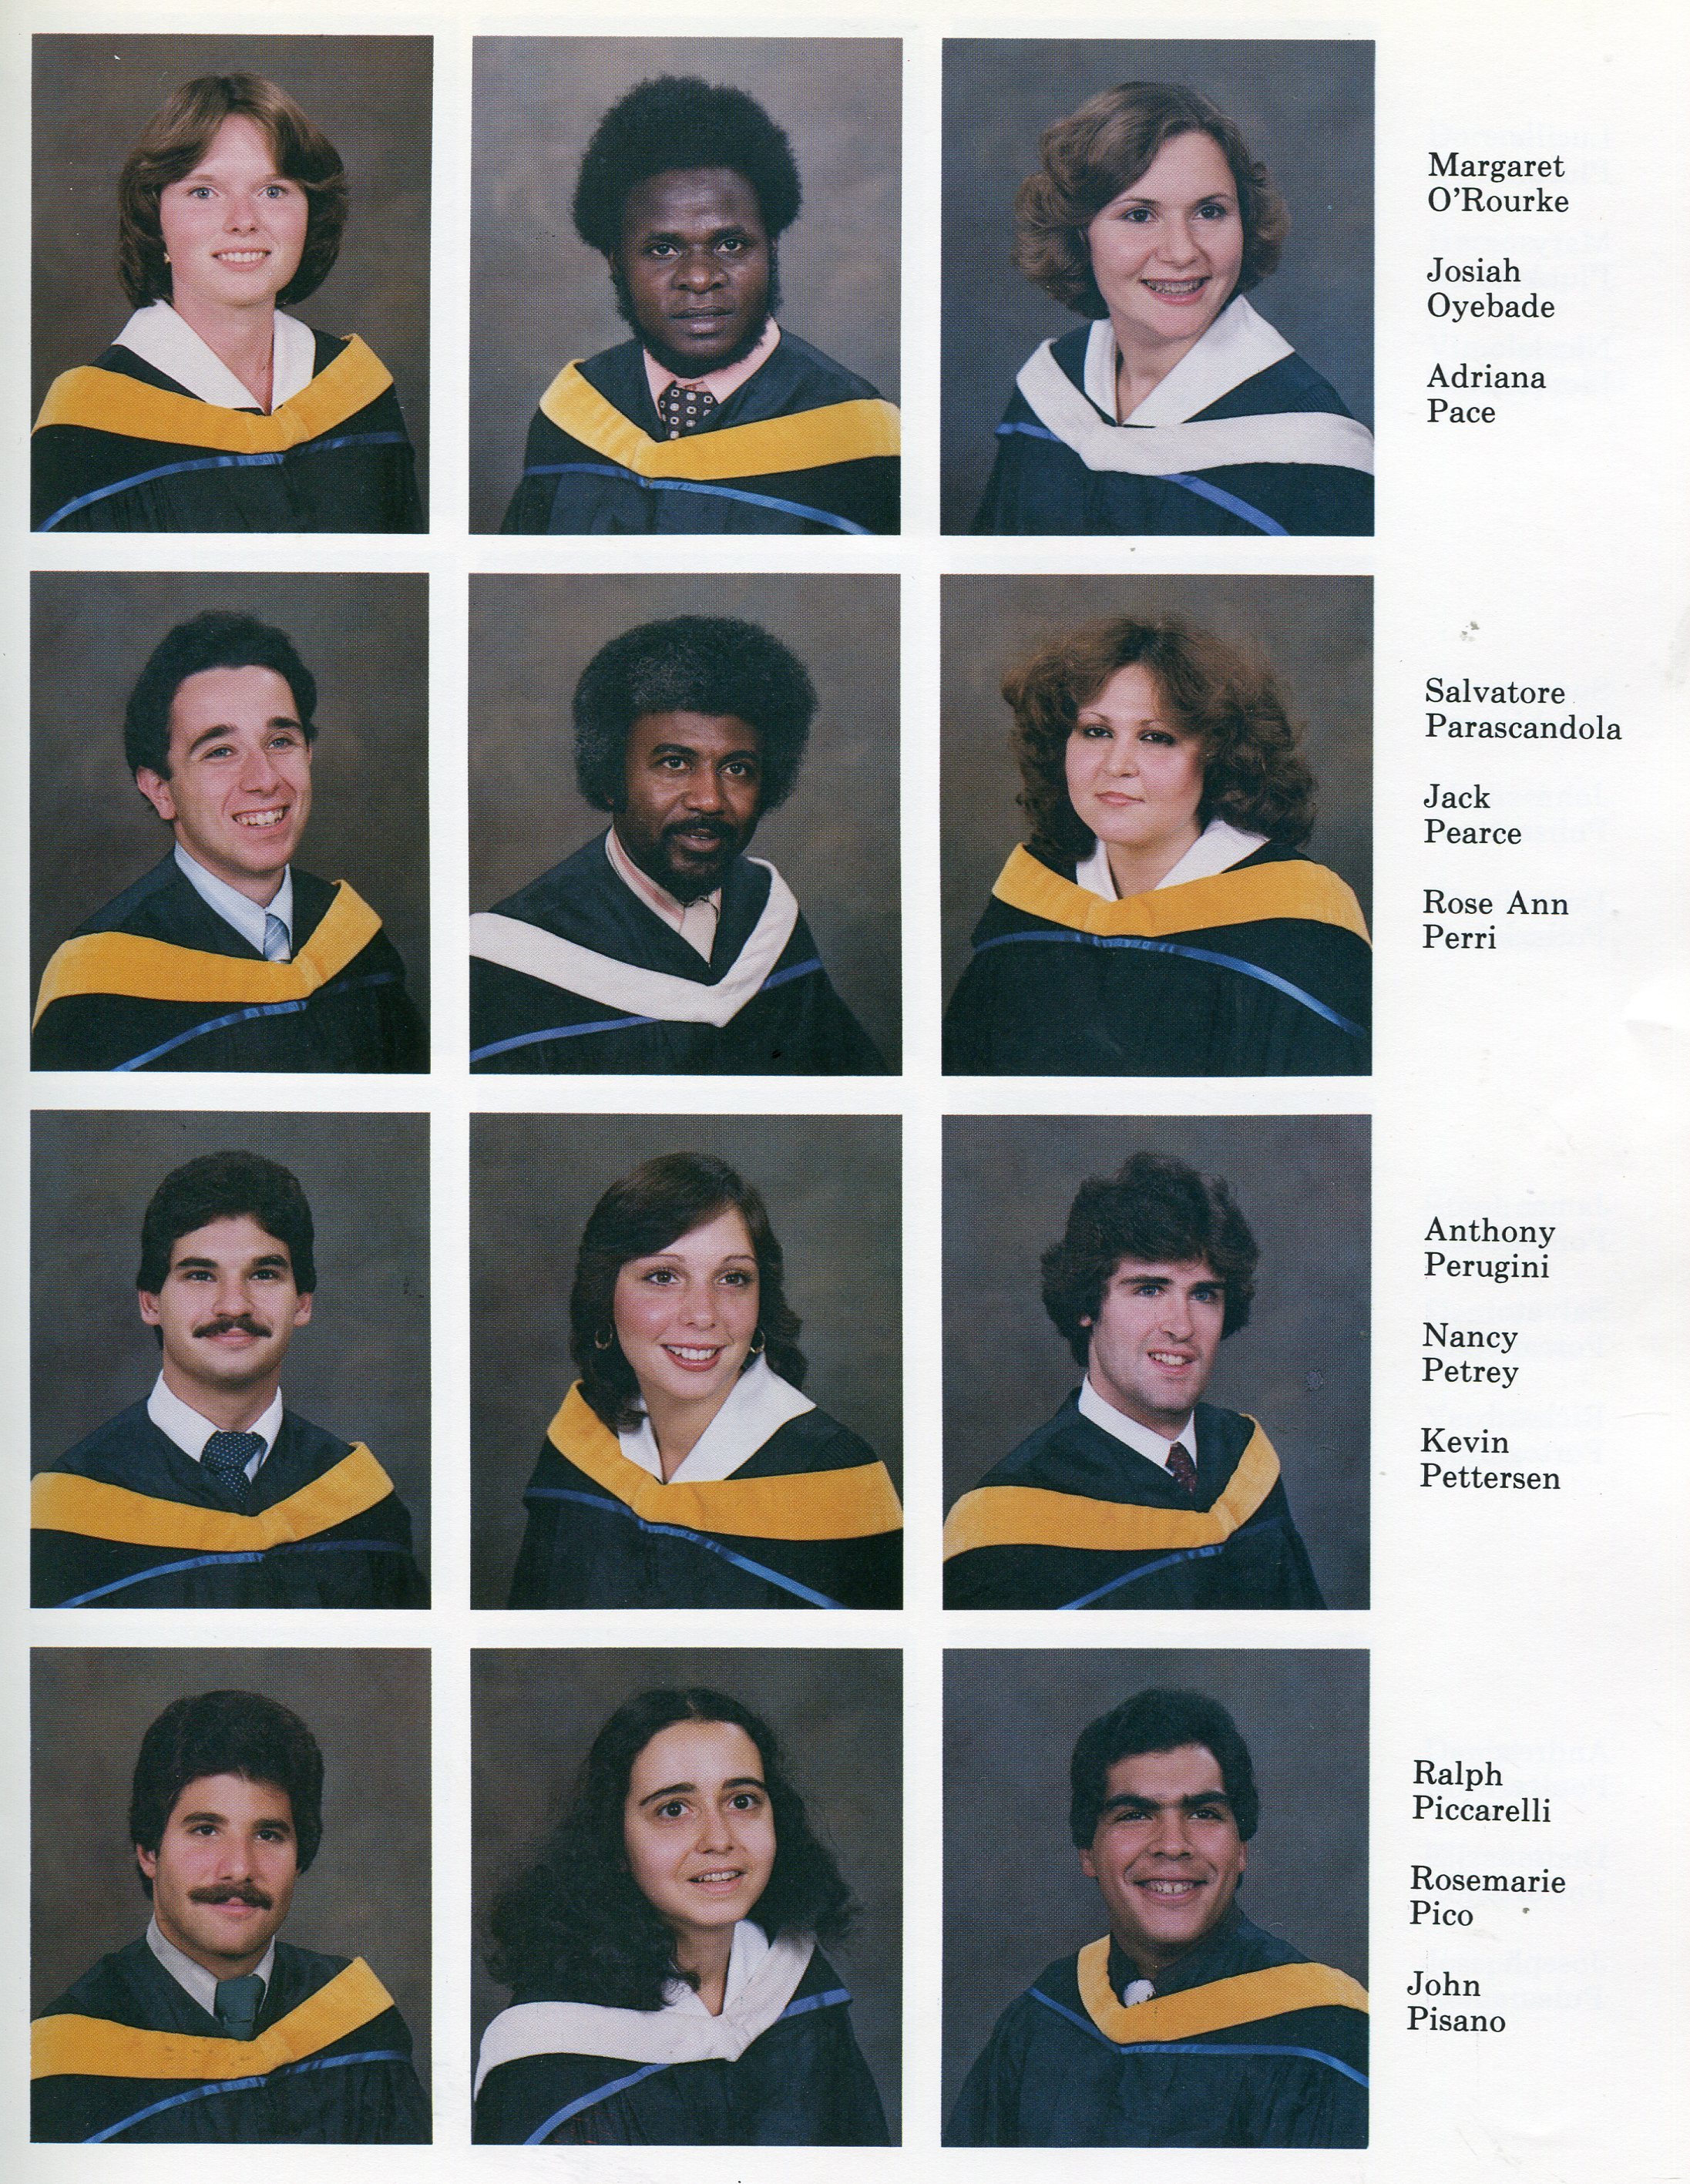 Margaret
O'Rourke
Josiah
Oyebade
Adriana
Pace
Salvatore
Parascandola
Jack
Pearce
Rose Ann
Perri
Anthony
Perugini
Nancy
Petrey
Kevin
Pettersen
Ralph
Piccarelli
Rosemarie
Pico
John
Pisano